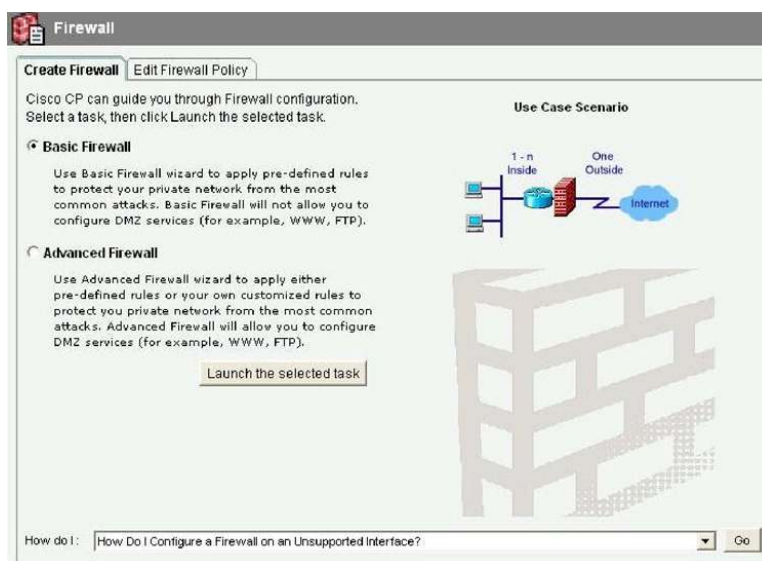 Firewall
Create Firewall
Edit Firewall Policy
Cisco CP can guide you through Firewall configuration.
Select a task, then click Launch the selected task.
Basic Firewall
Use Basic Firewall wizard to apply pre-defined rules
to protect your private network from the most
common attacks. Basic Firewall will not allow you to
configure DMZ services (for example, WWW, FTP).
Advanced Firewall
Use Advanced Firewall wizard to apply either
pre-defined rules or your own customized rules to
protect you private network from the most common
attacks. Advanced Firewall will allow you to configure
DMZ services (for example, WWW, FTP).
Launch the selected task
Use Case Scenario
1 - n
Inside
One
Outside
Internet
How do I:
How Do I Configure a Firewall on an Unsupported Interface?
Go